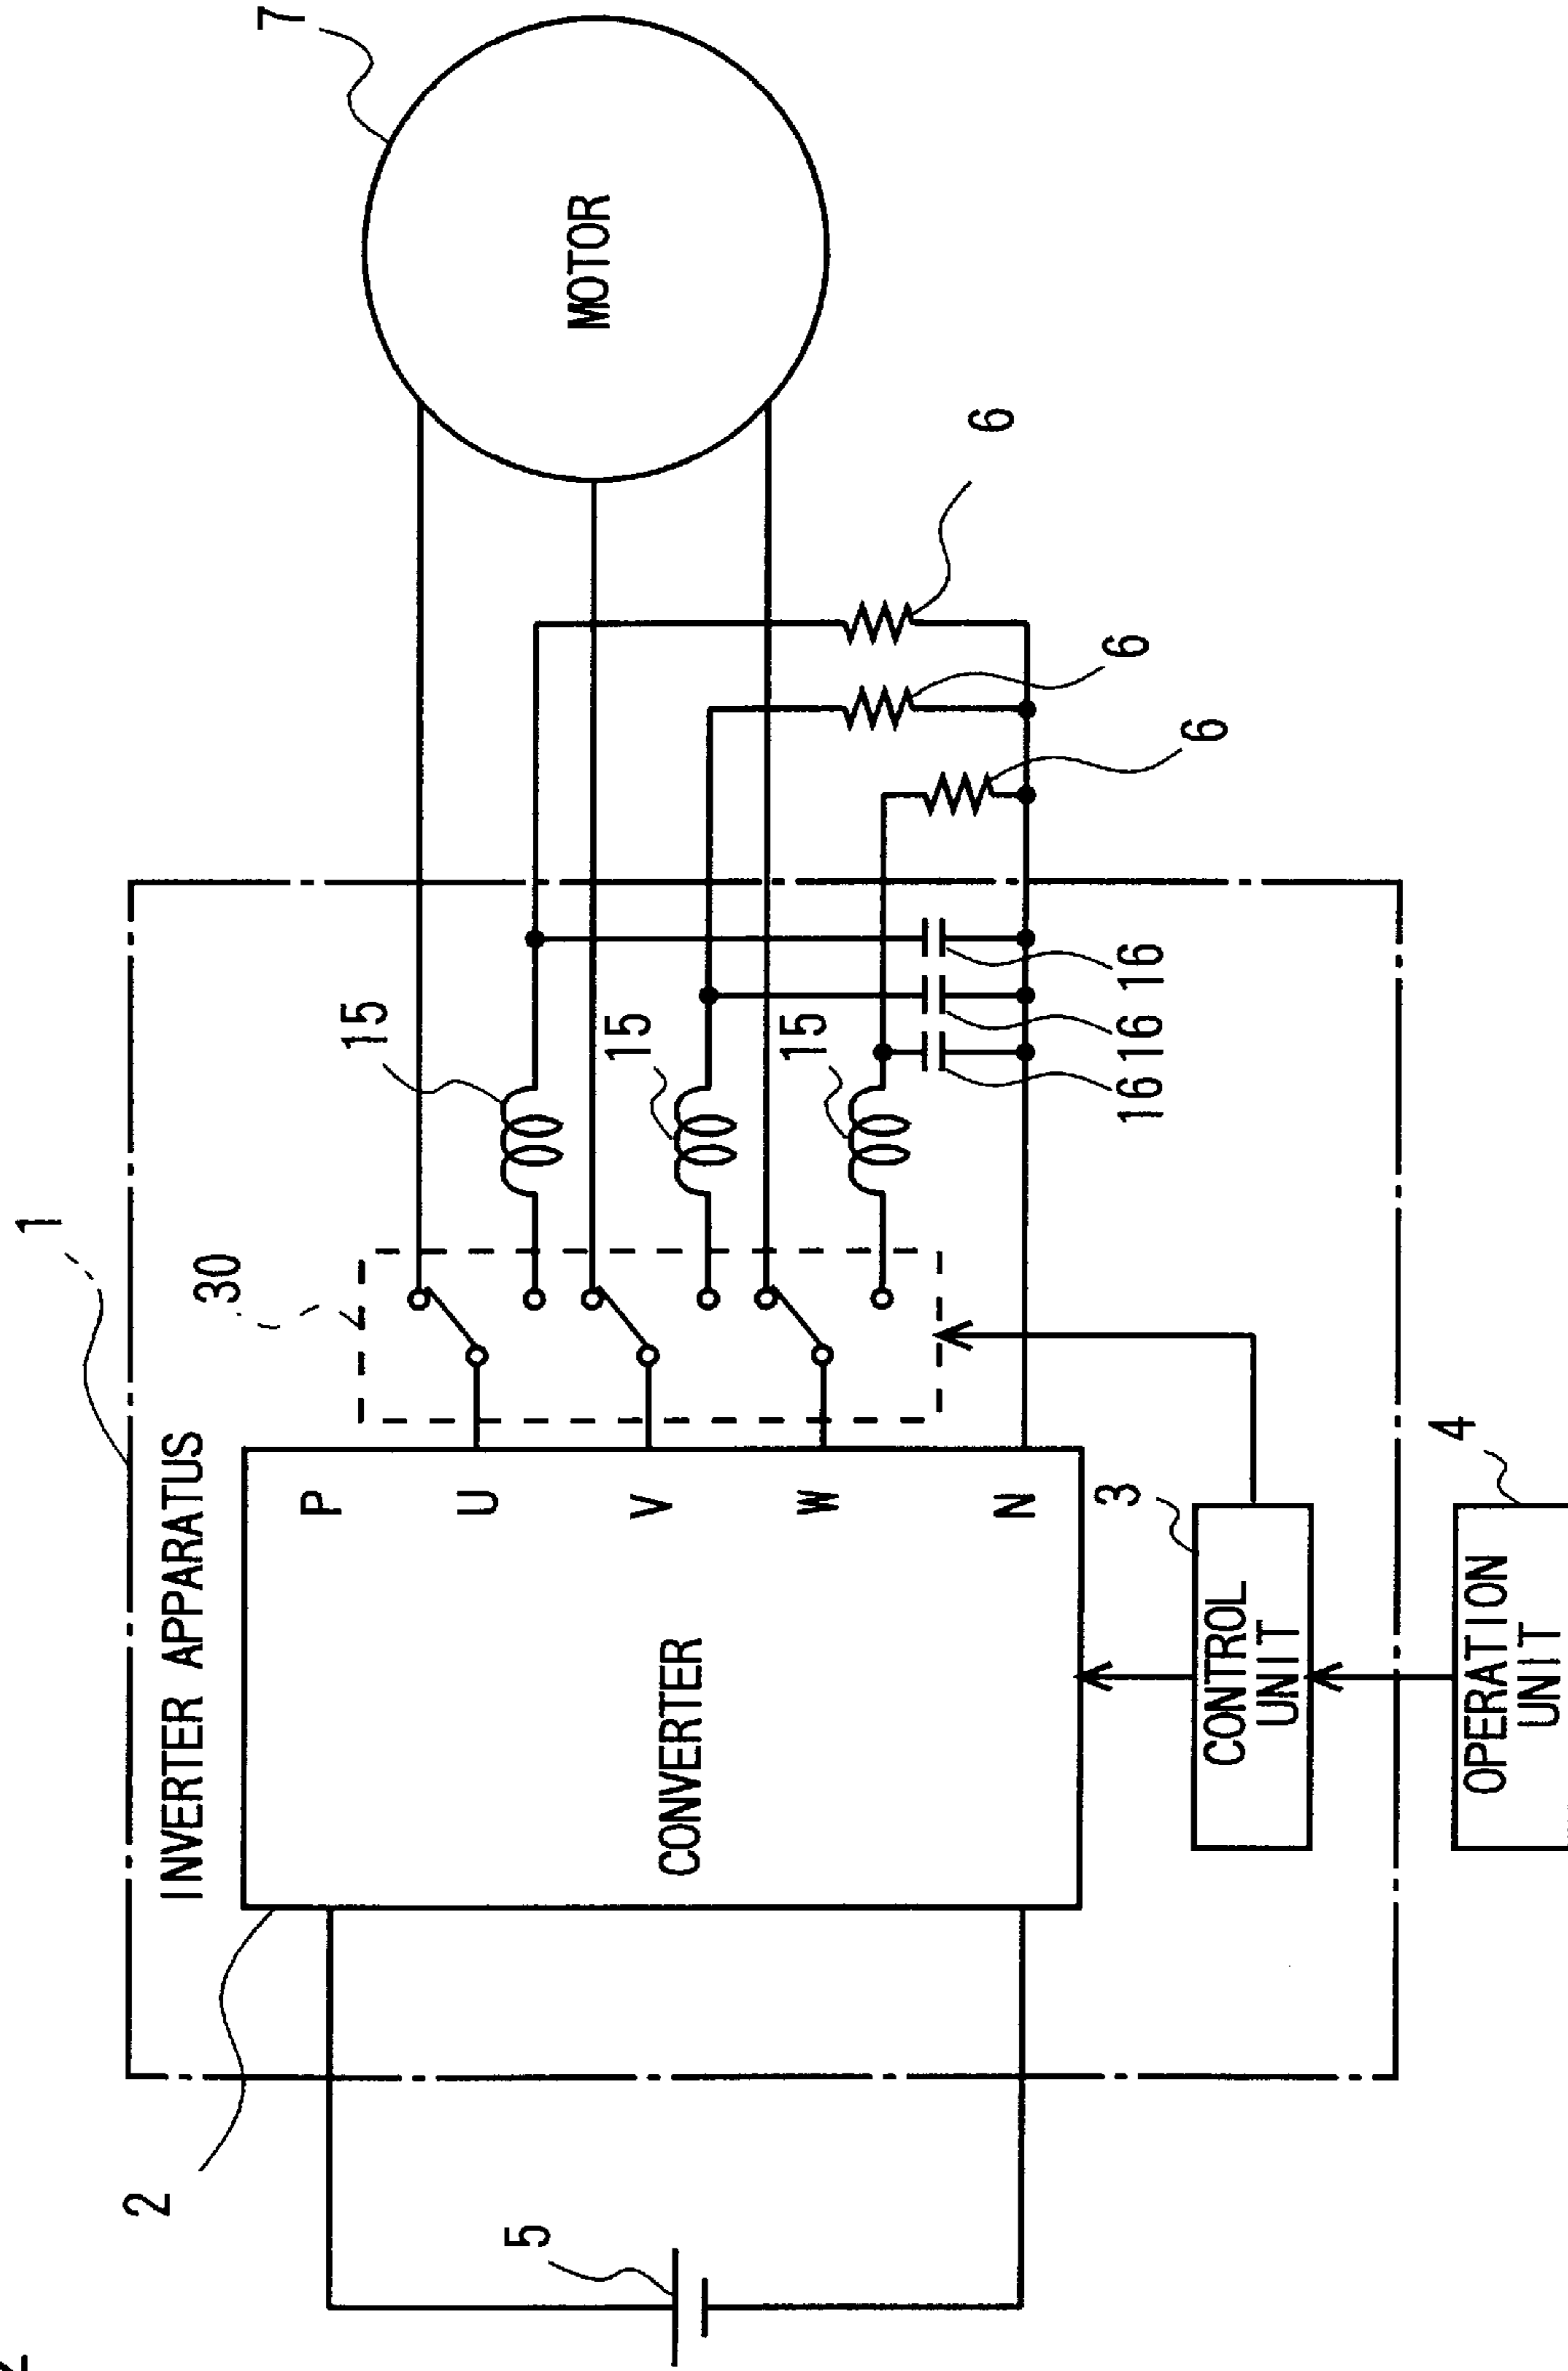 1
INVERTER APPARATUS
30
7
2
P
U
V
W
N
CONVERTER
MOTOR
15
15
15
5
6
6
6
16
16
16
3
CONTROL
UNIT
4
OPERATION
UNIT